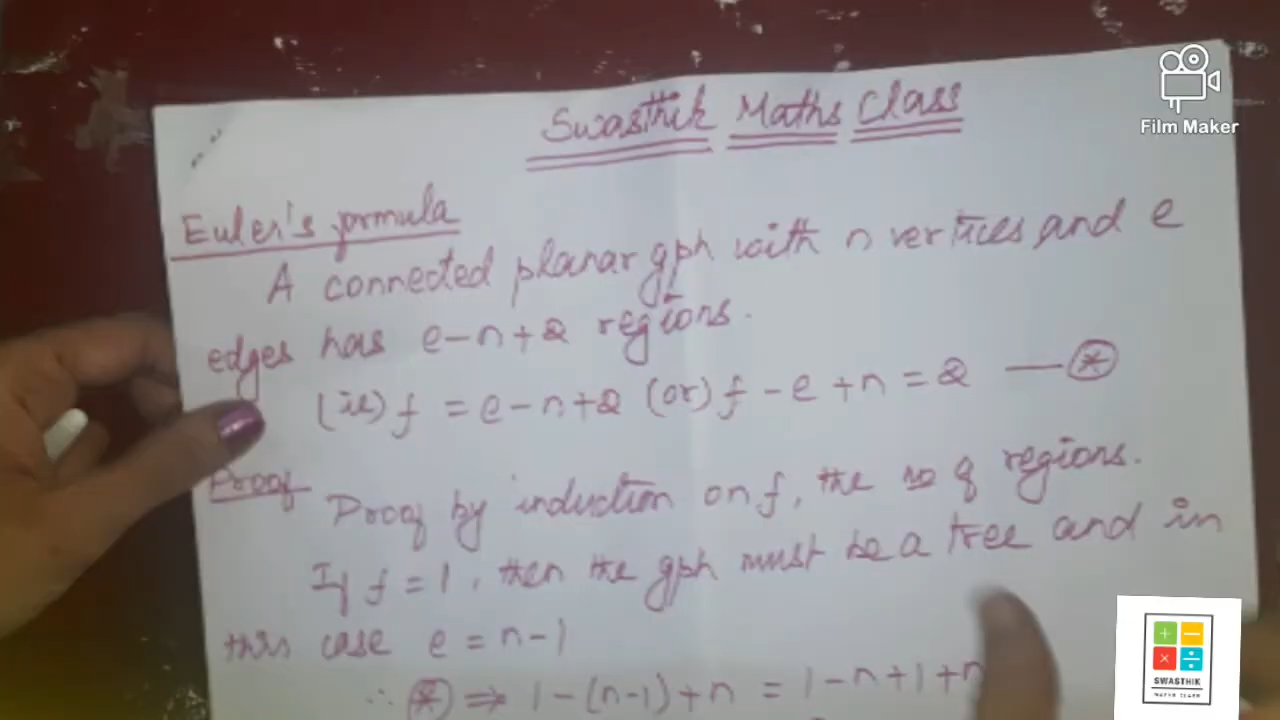 Swasthik Maths Class
Film Maker
Euler's formula
A connected planar gph with n vertices and e
edges has e-n+2 regions.
(ie) f = e-n+2 (or) f-e+n = 2 — ⊛
Proof
Proof by induction on f, the no of regions.
If f = 1, then the gph must be a tree and in
this case e = n-1
∴ ⊛ ⇒ 1-(n-1)+n = 1-n+1+n
SWASTHIK
MATHS CLASS